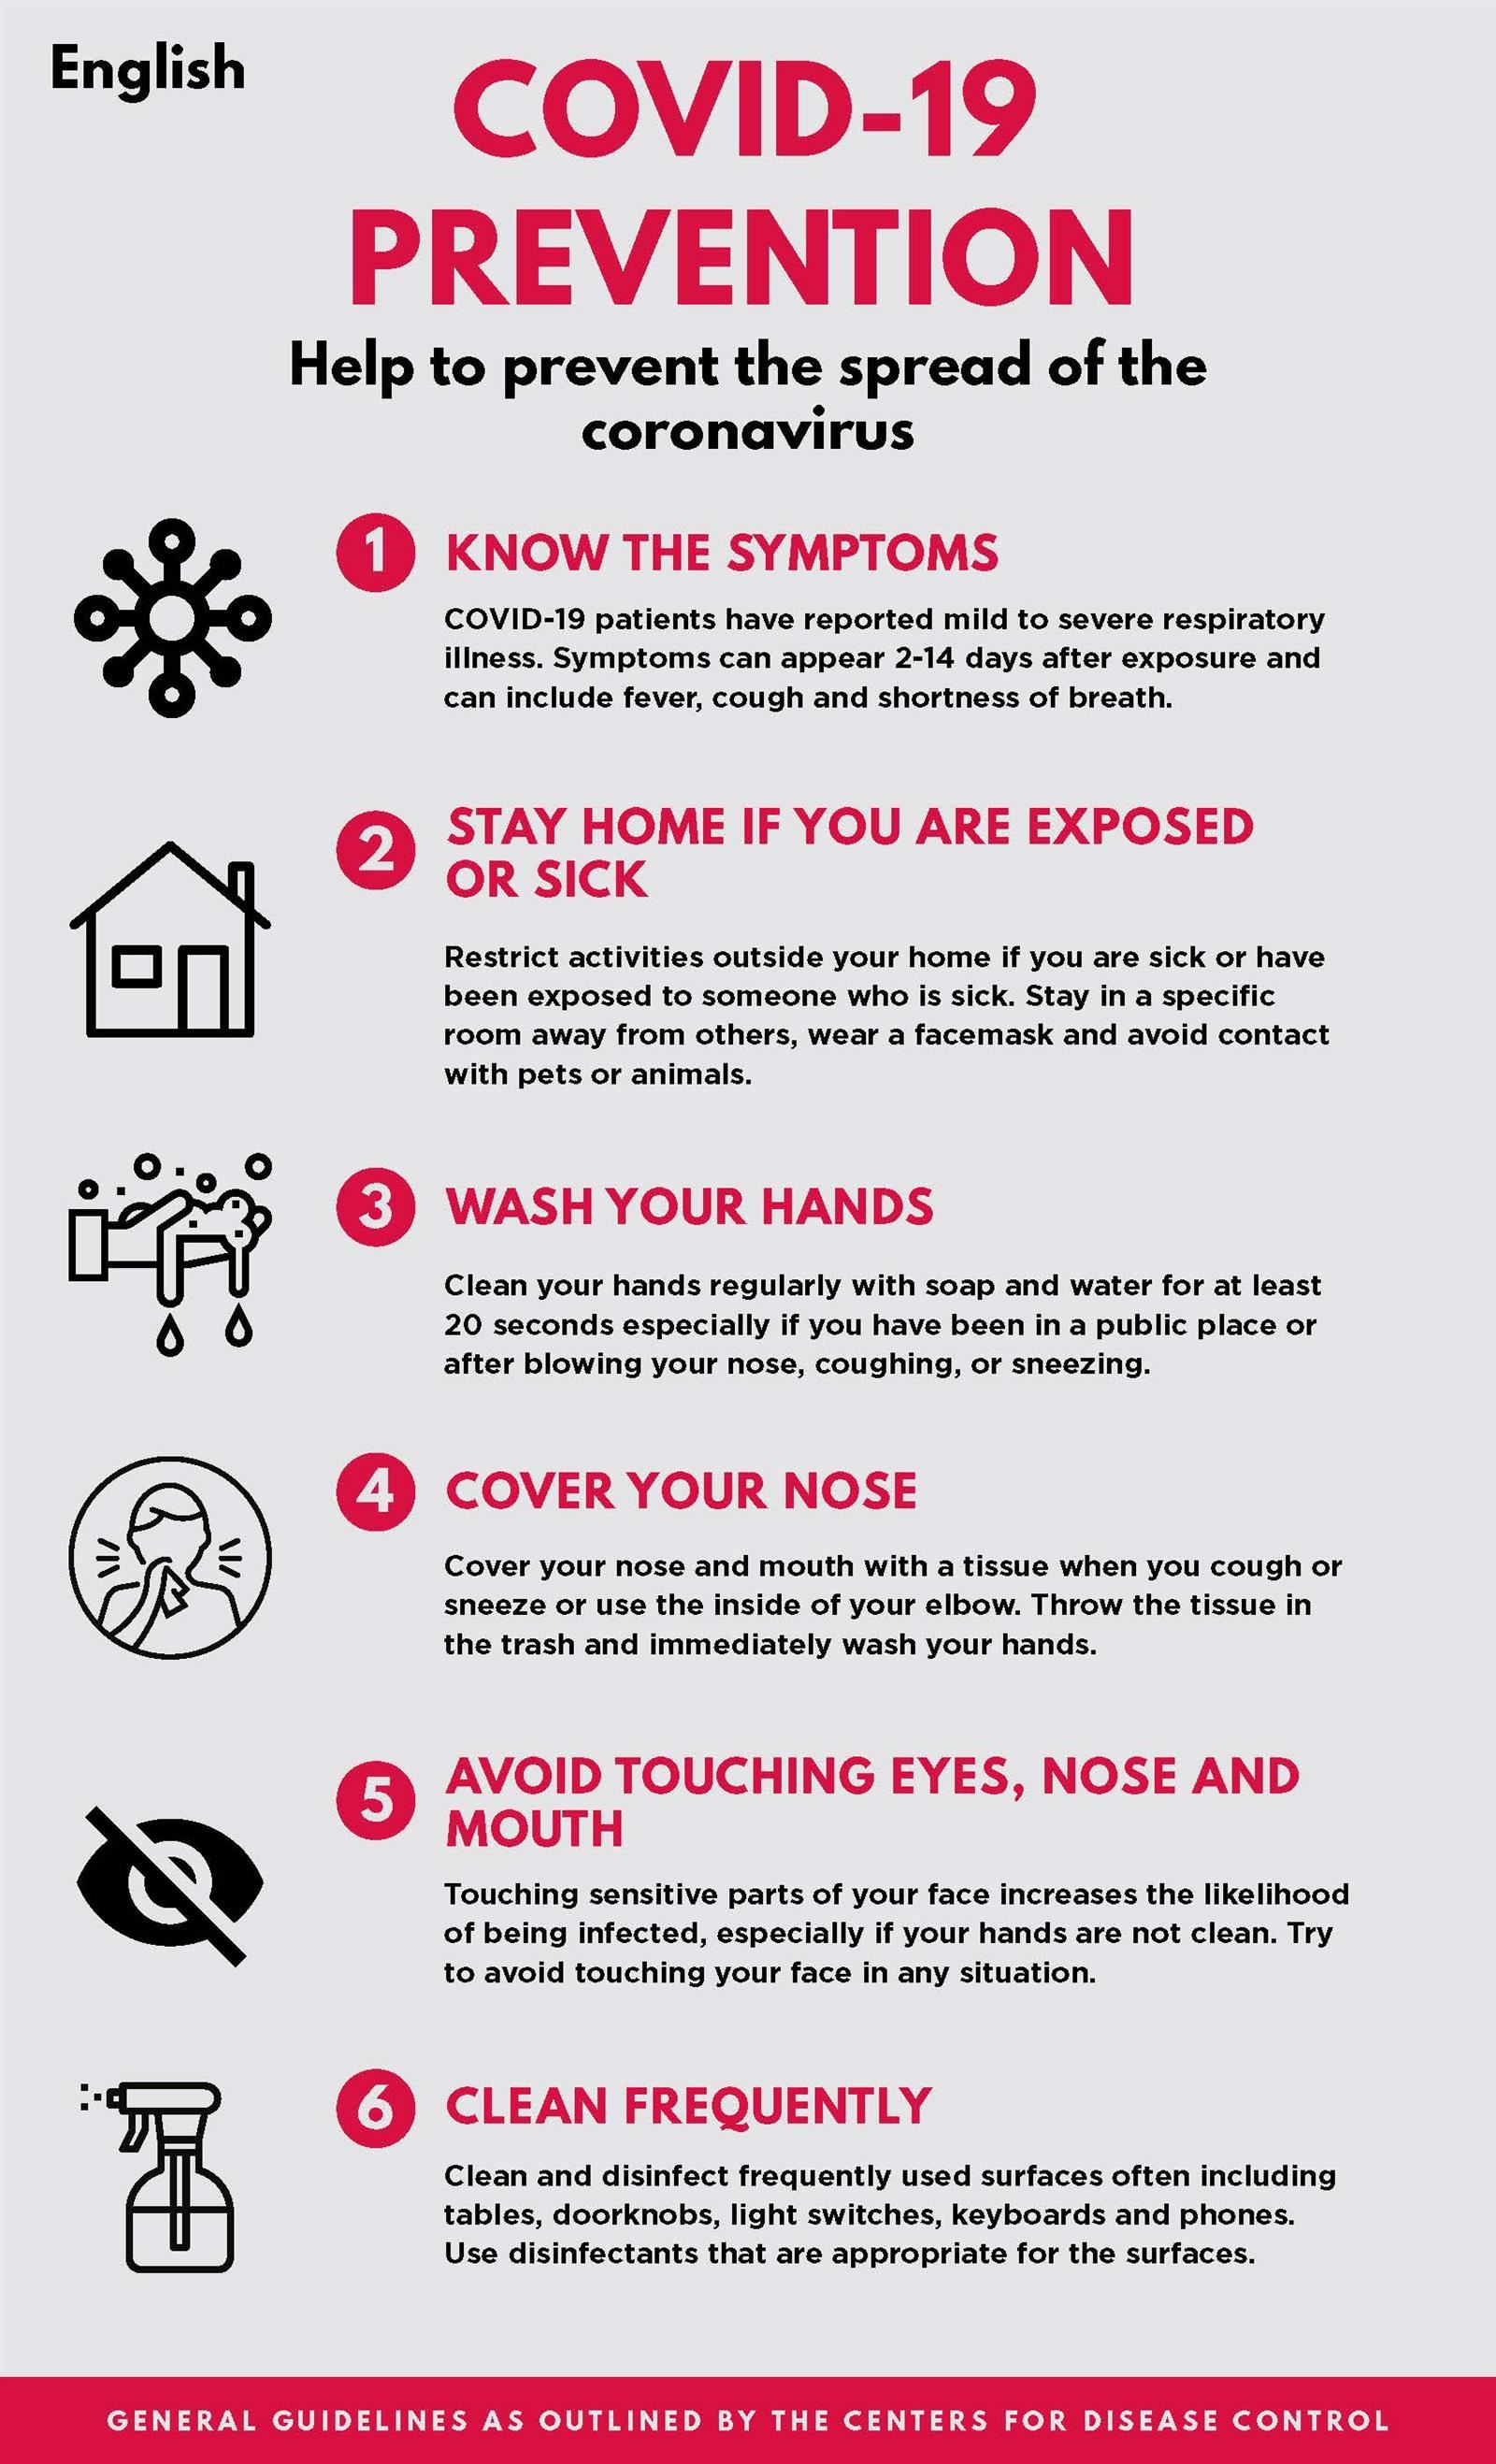 English
COVID-19
PREVENTION
Help to prevent the spread of the
coronavirus
1 KNOW THE SYMPTOMS
COVID-19 patients have reported mild to severe respiratory
illness. Symptoms can appear 2-14 days after exposure and
can include fever, cough and shortness of breath.
2 STAY HOME IF YOU ARE EXPOSED
OR SICK
Restrict activities outside your home if you are sick or have
been exposed to someone who is sick. Stay in a specific
room away from others, wear a facemask and avoid contact
with pets or animals.
3 WASH YOUR HANDS
Clean your hands regularly with soap and water for at least
20 seconds especially if you have been in a public place or
after blowing your nose, coughing, or sneezing.
4 COVER YOUR NOSE
Cover your nose and mouth with a tissue when you cough or
sneeze or use the inside of your elbow. Throw the tissue in
the trash and immediately wash your hands.
5 AVOID TOUCHING EYES, NOSE AND
MOUTH
Touching sensitive parts of your face increases the likelihood
of being infected, especially if your hands are not clean. Try
to avoid touching your face in any situation.
6 CLEAN FREQUENTLY
Clean and disinfect frequently used surfaces often including
tables, doorknobs, light switches, keyboards and phones.
Use disinfectants that are appropriate for the surfaces.
GENERAL GUIDELINES AS OUTLINED BY THE CENTERS FOR DISEASE CONTROL